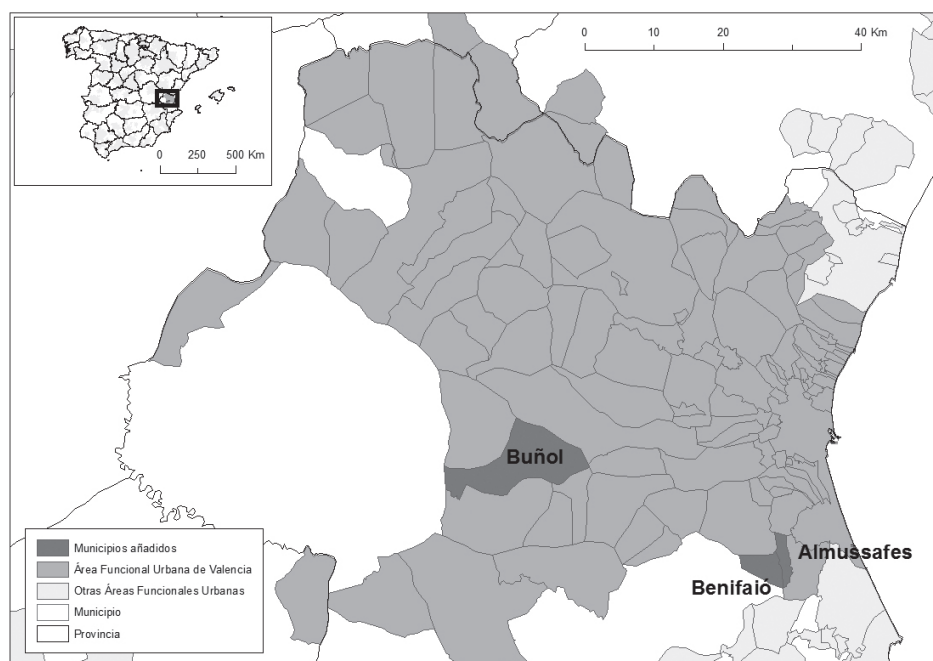 0 10 20 40 Km
0 250 500 Km
Buñol
Almussafes
Benifaió
Municipios añadidos
Área Funcional Urbana de Valencia
Otras Áreas Funcionales Urbanas
Municipio
Provincia